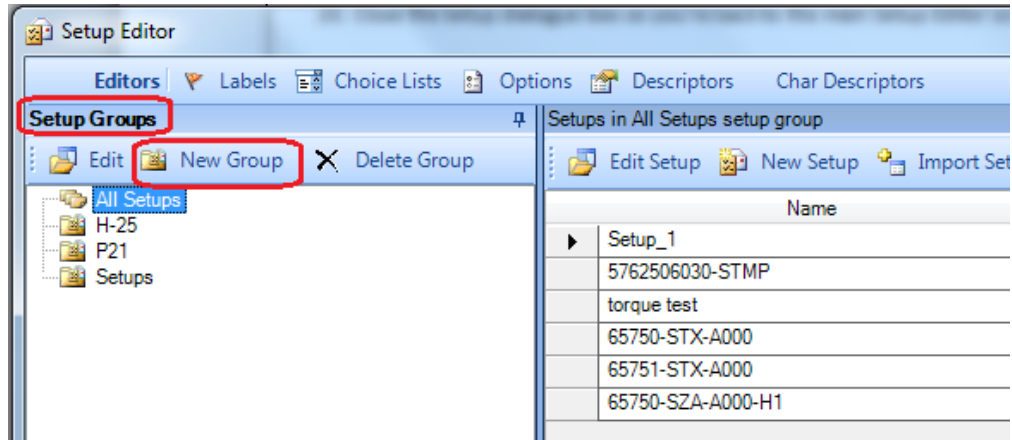 Setup Editor
Editors Labels Choice Lists Options Descriptors Char Descriptors
Setup Groups
Setups in All Setups setup group
Edit New Group Delete Group
Edit Setup New Setup Import Set
All Setups
H-25
P21
Setups
Name
Setup_1
5762506030-STMP
torque test
65750-STX-A000
65751-STX-A000
65750-SZA-A000-H1